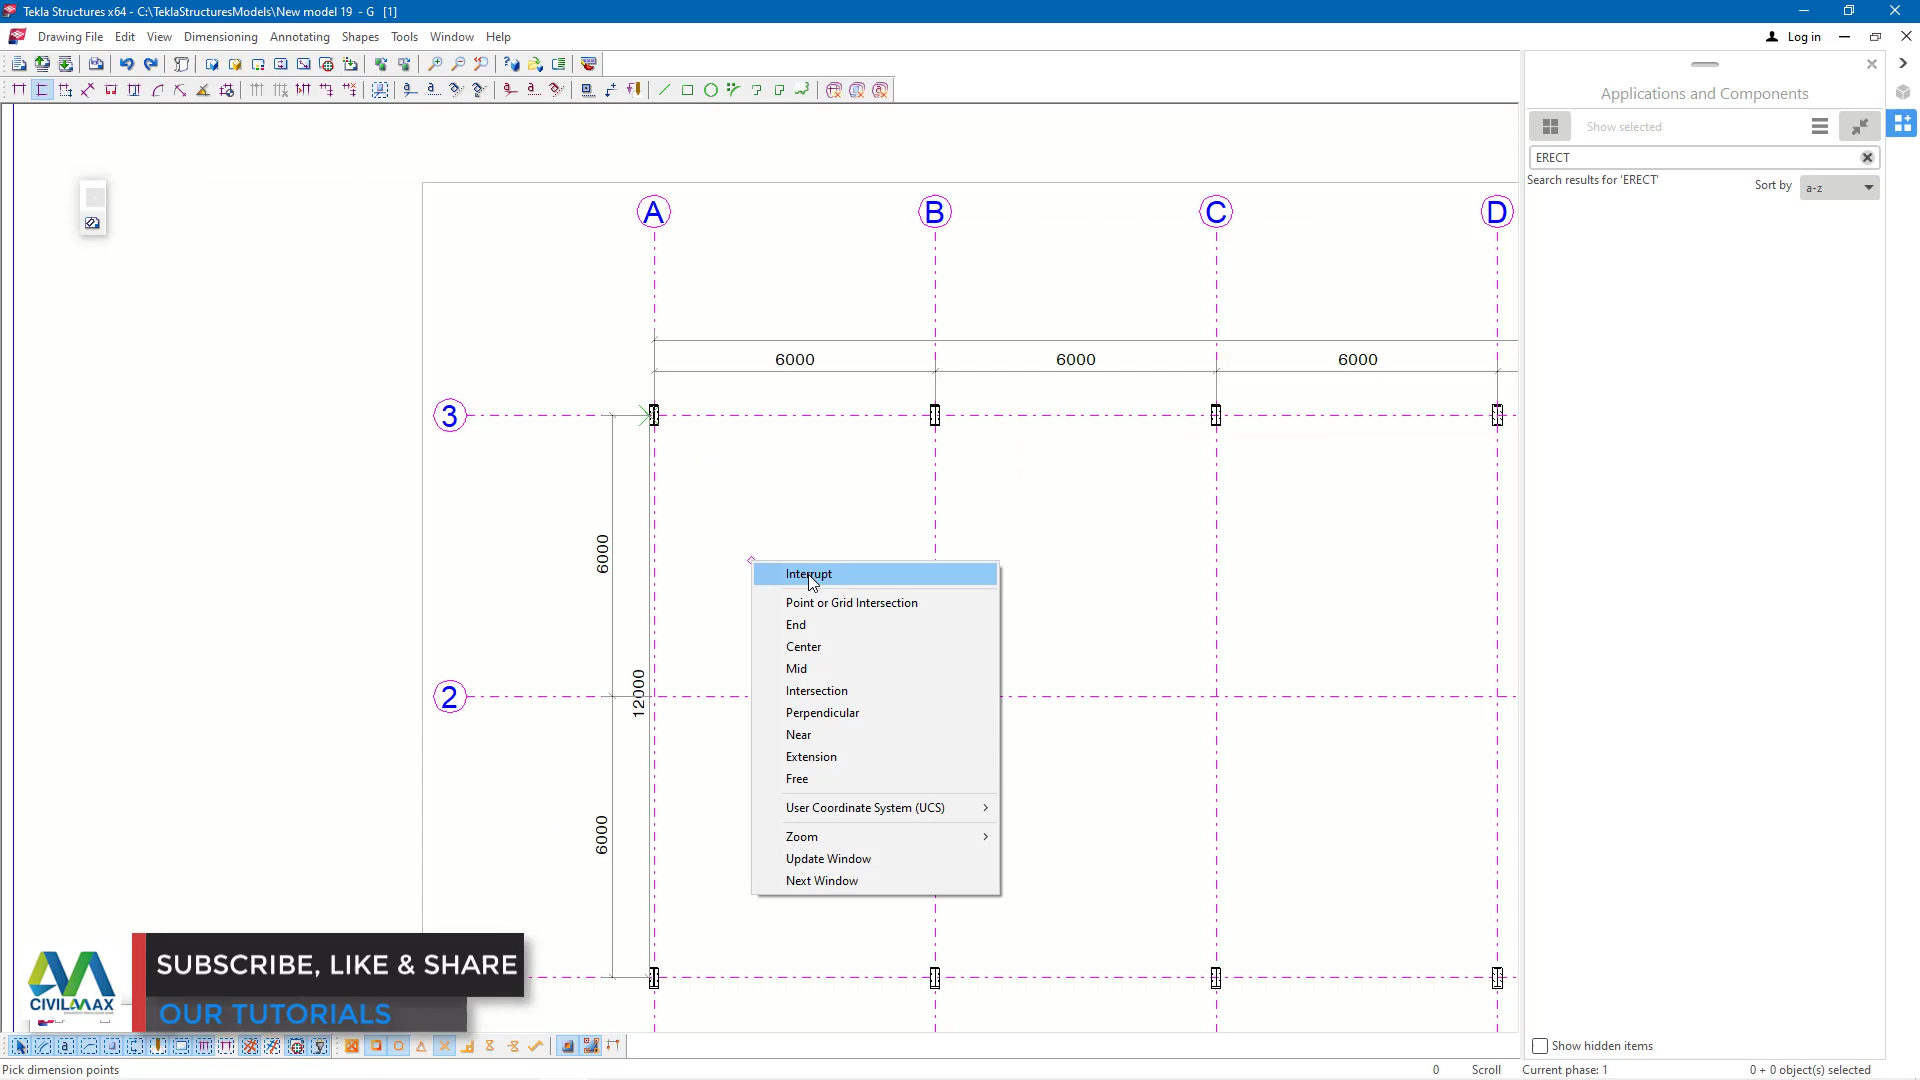 Tekla Structures x64 - C:\TeklaStructuresModels\New model 19 - G [1]
Drawing File Edit View Dimensioning Annotating Shapes Tools Window Help
Log in
Applications and Components
Show selected
ERECT
Search results for 'ERECT'
Sort by
a-z
A B C D
6000 6000 6000
3
6000
12000
2
6000
Interrupt
Point or Grid Intersection
End
Center
Mid
Intersection
Perpendicular
Near
Extension
Free
User Coordinate System (UCS)
Zoom
Update Window
Next Window
SUBSCRIBE, LIKE & SHARE
OUR TUTORIALS
CIVILMAX
Show hidden items
Pick dimension points
0
Scroll
Current phase: 1
0 + 0 object(s) selected